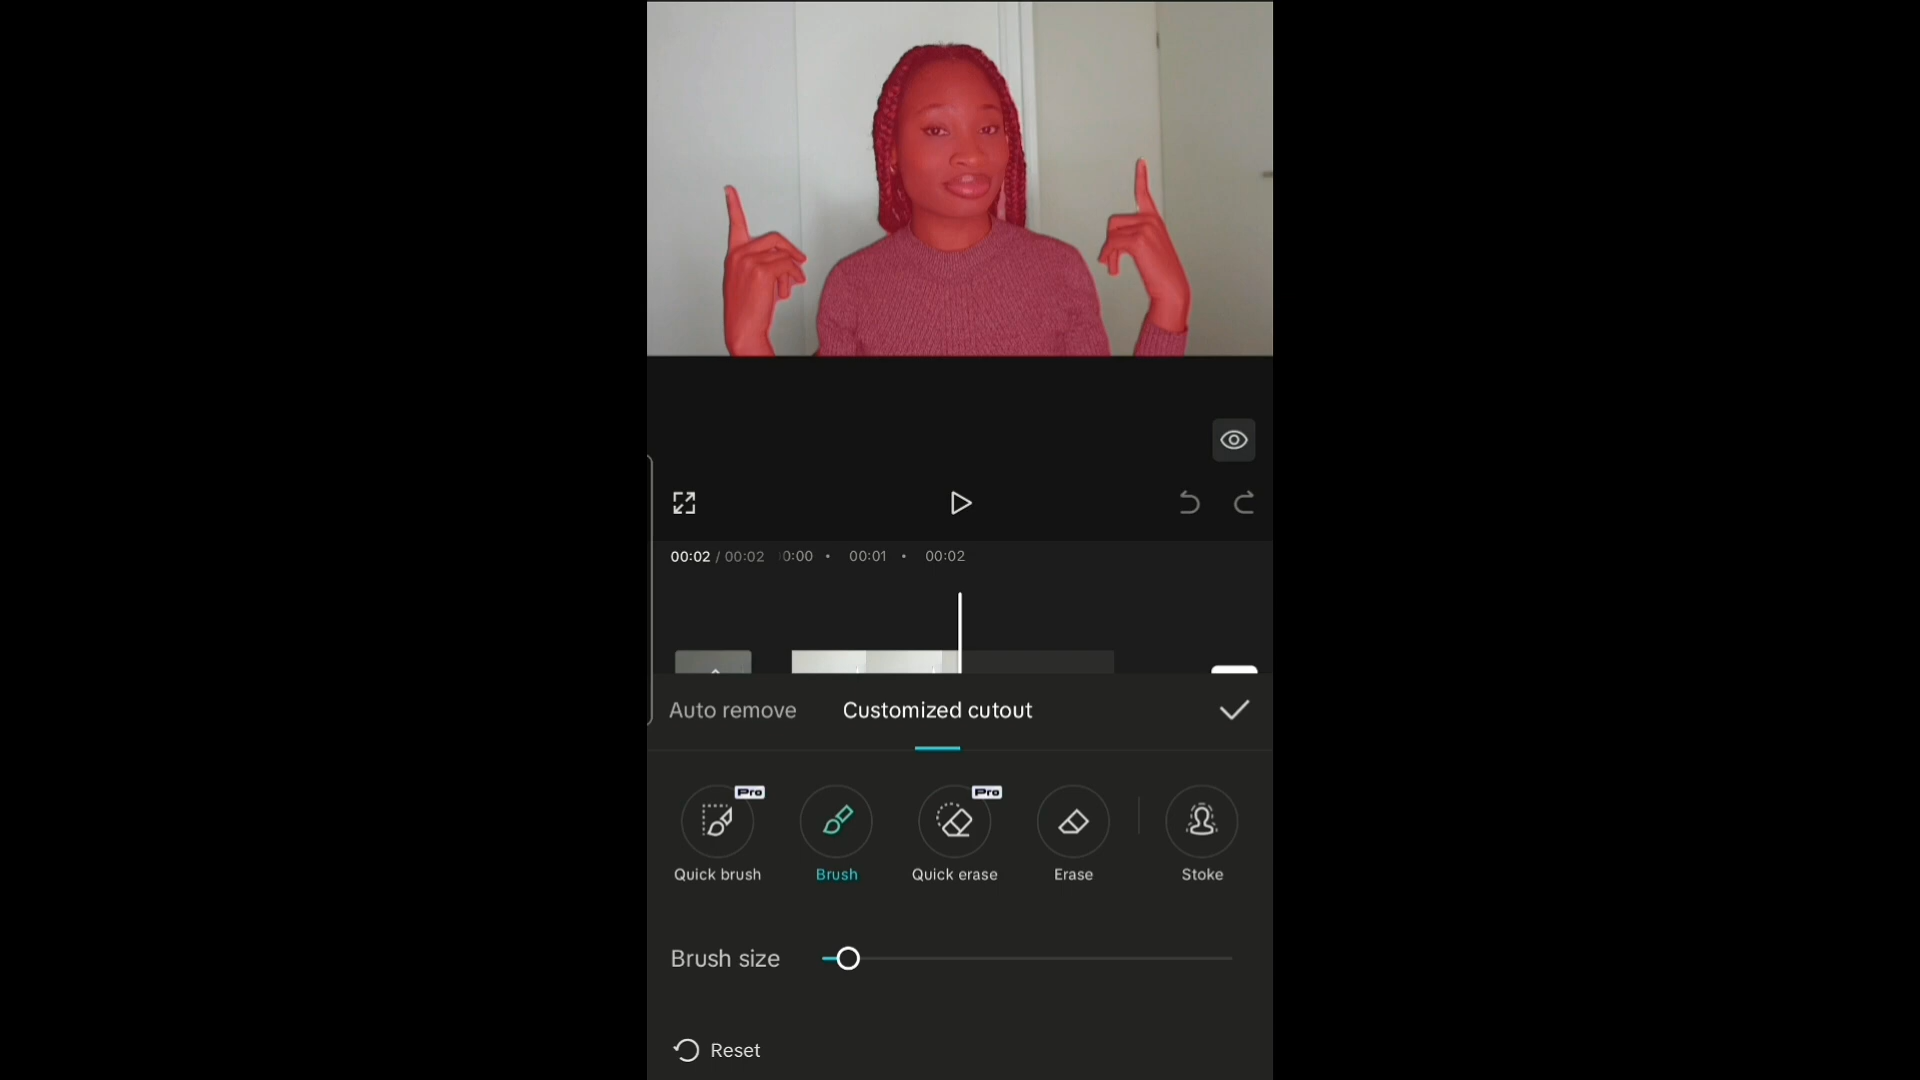 00:02 / 00:02 0:00 • 00:01 • 00:02
Auto remove Customized cutout
Pro Pro
Quick brush Brush Quick erase Erase Stoke
Brush size
Reset